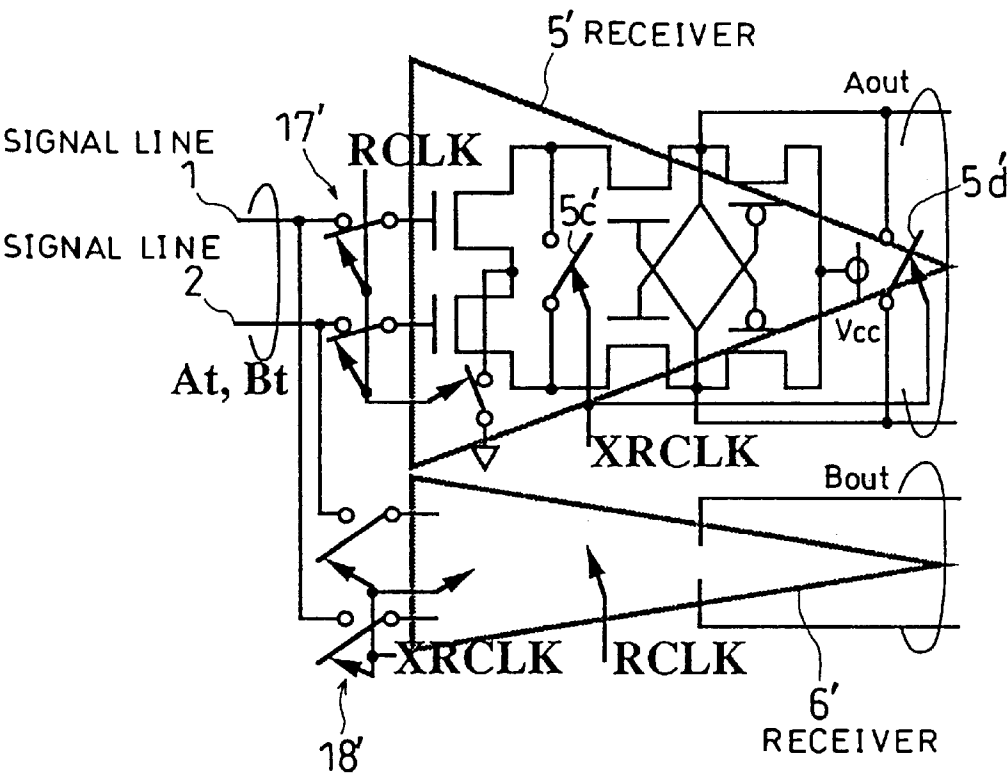 5' RECEIVER
Aout
17'
SIGNAL LINE
1
RCLK
5d'
5c'
SIGNAL LINE
2
Vcc
At, Bt
XRCLK
Bout
XRCLK
RCLK
6'
RECEIVER
18'